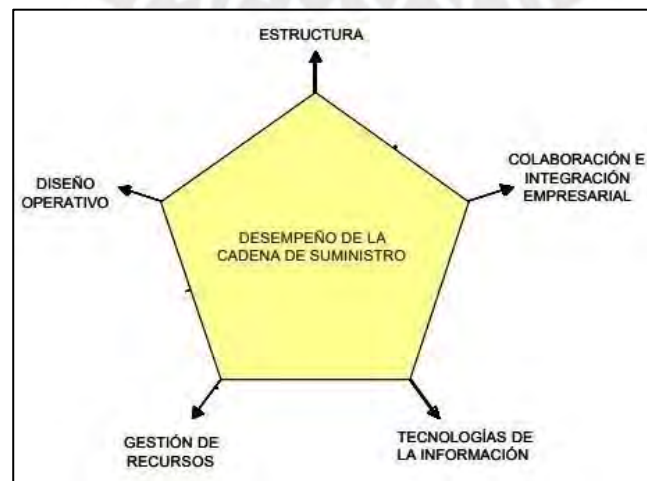 ESTRUCTURA
COLABORACIÓN E
INTEGRACIÓN
EMPRESARIAL
DISEÑO
OPERATIVO
DESEMPEÑO DE LA
CADENA DE SUMINISTRO
GESTIÓN DE
RECURSOS
TECNOLOGÍAS DE
LA INFORMACIÓN